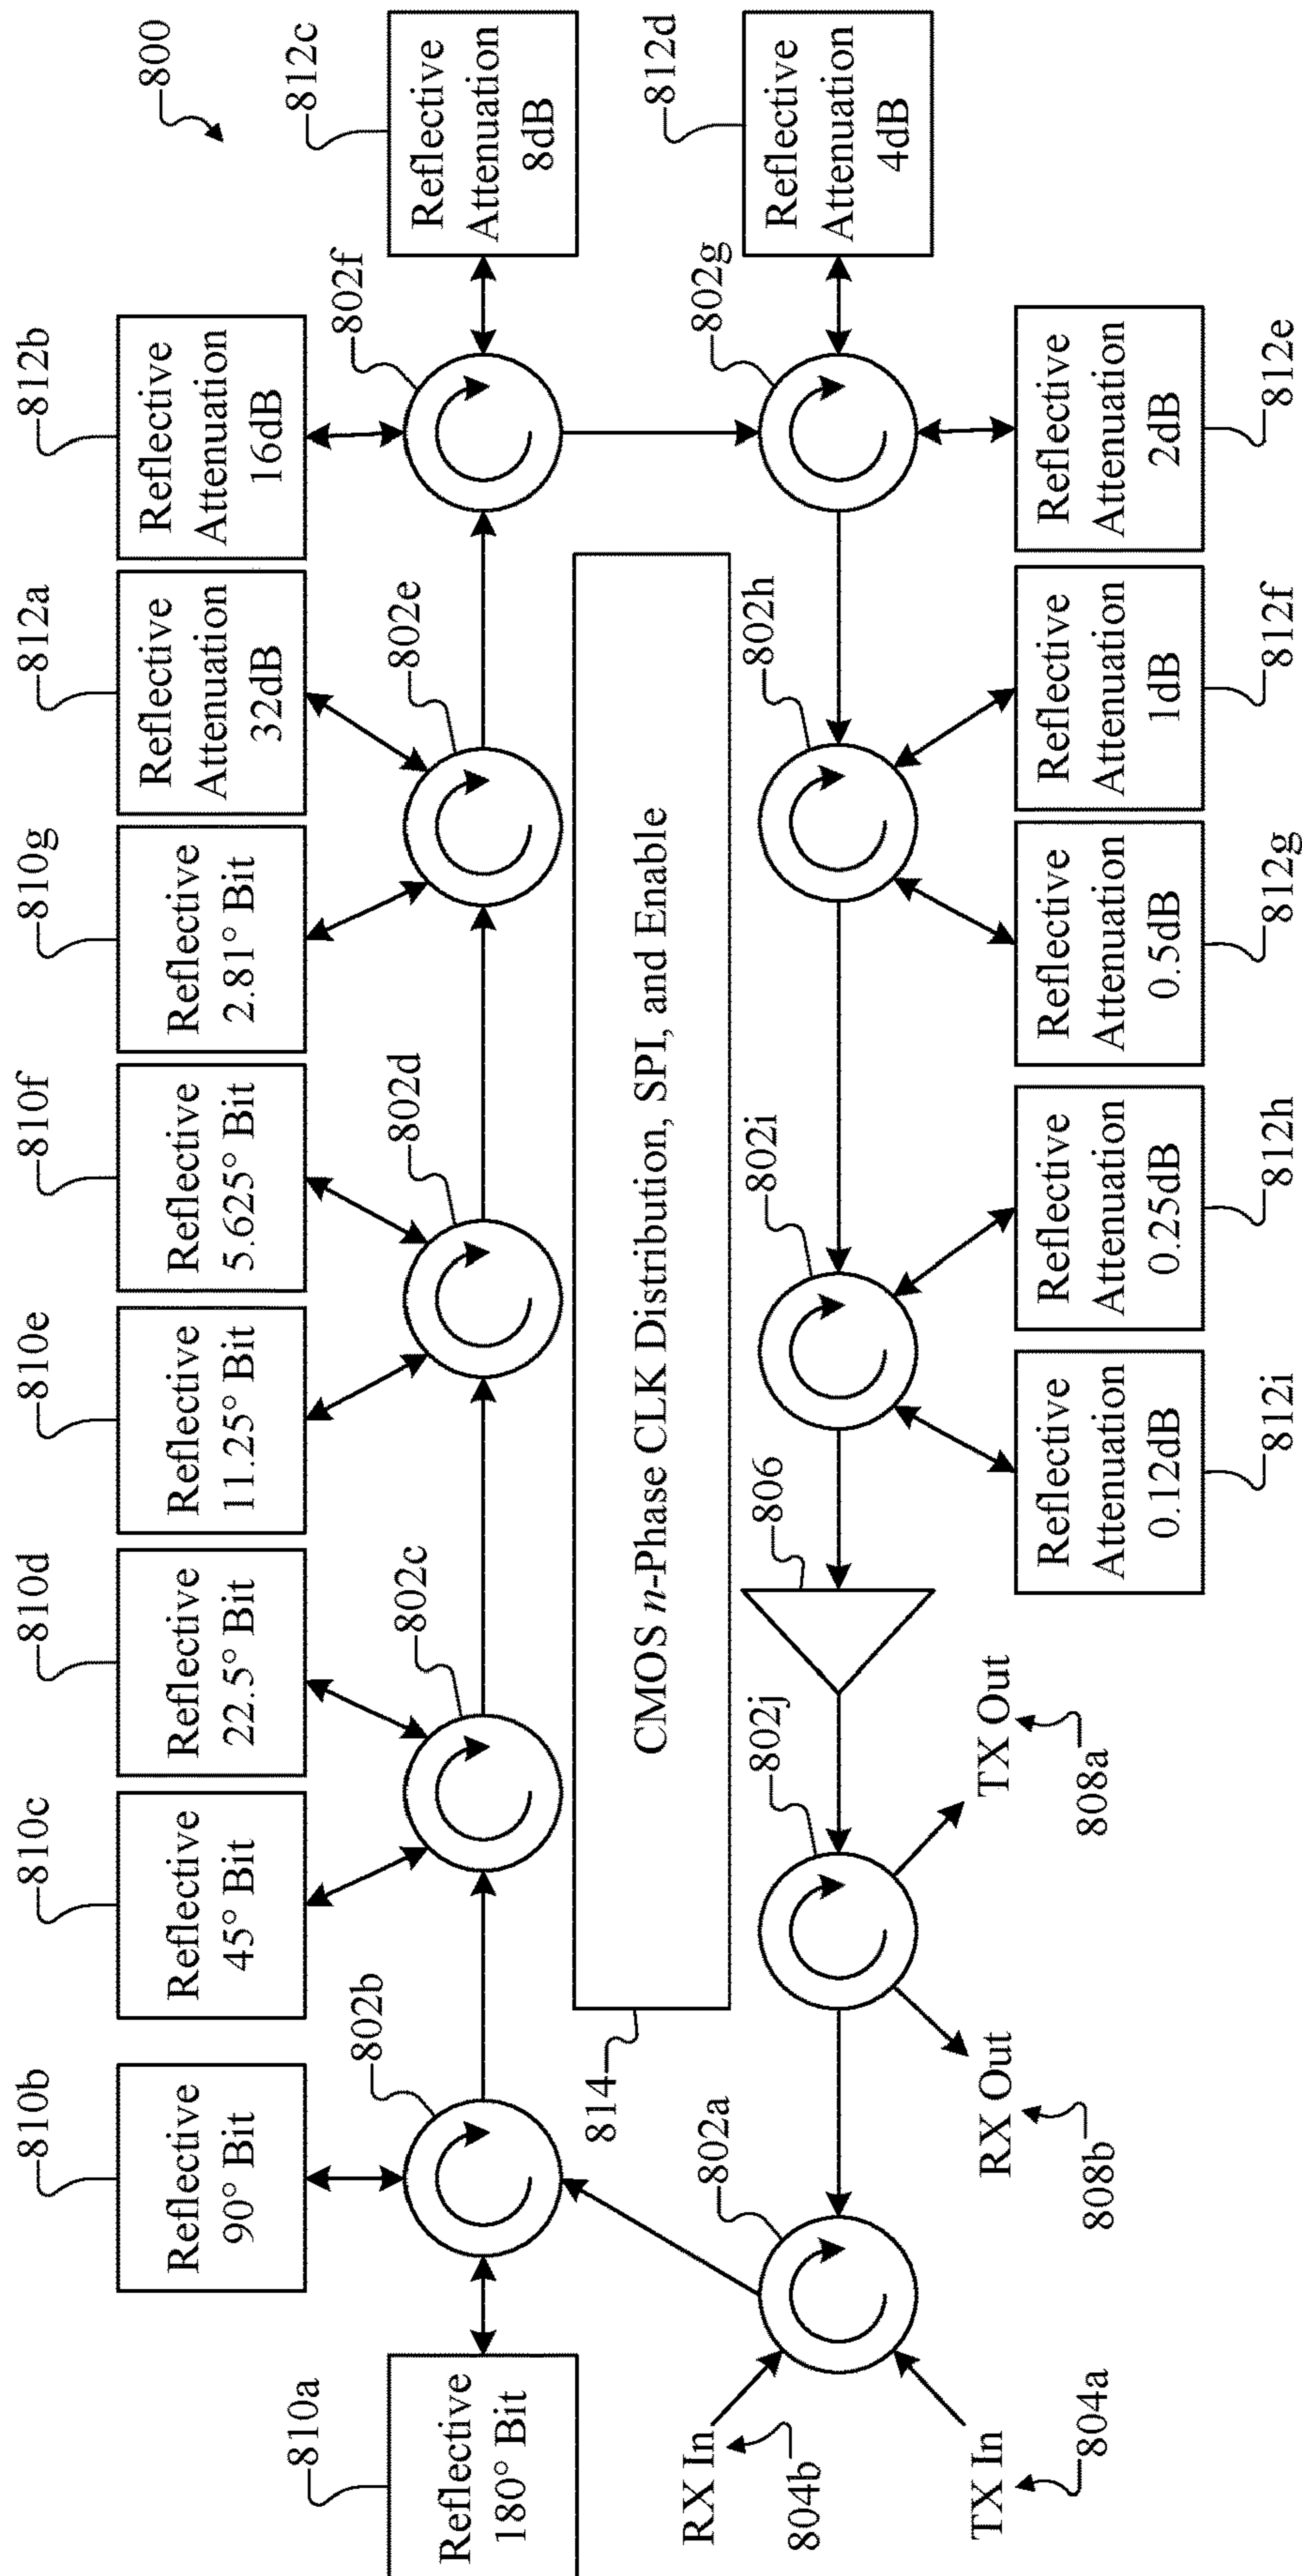 800
810a
Reflective
180° Bit
810b
Reflective
90° Bit
810c
Reflective
45° Bit
810d
Reflective
22.5° Bit
810e
Reflective
11.25° Bit
810f
Reflective
5.625° Bit
810g
Reflective
2.81° Bit
812a
Reflective
Attenuation
32dB
812b
Reflective
Attenuation
16dB
812c
Reflective
Attenuation
8dB
802b
802c
802d
802e
802f
814
CMOS n-Phase CLK Distribution, SPI, and Enable
RX In
804b
TX In
804a
802a
802j
806
802i
802h
802g
812d
Reflective
Attenuation
4dB
RX Out
808b
TX Out
808a
Reflective
Attenuation
0.12dB
812i
Reflective
Attenuation
0.25dB
812h
Reflective
Attenuation
0.5dB
812g
Reflective
Attenuation
1dB
812f
Reflective
Attenuation
2dB
812e